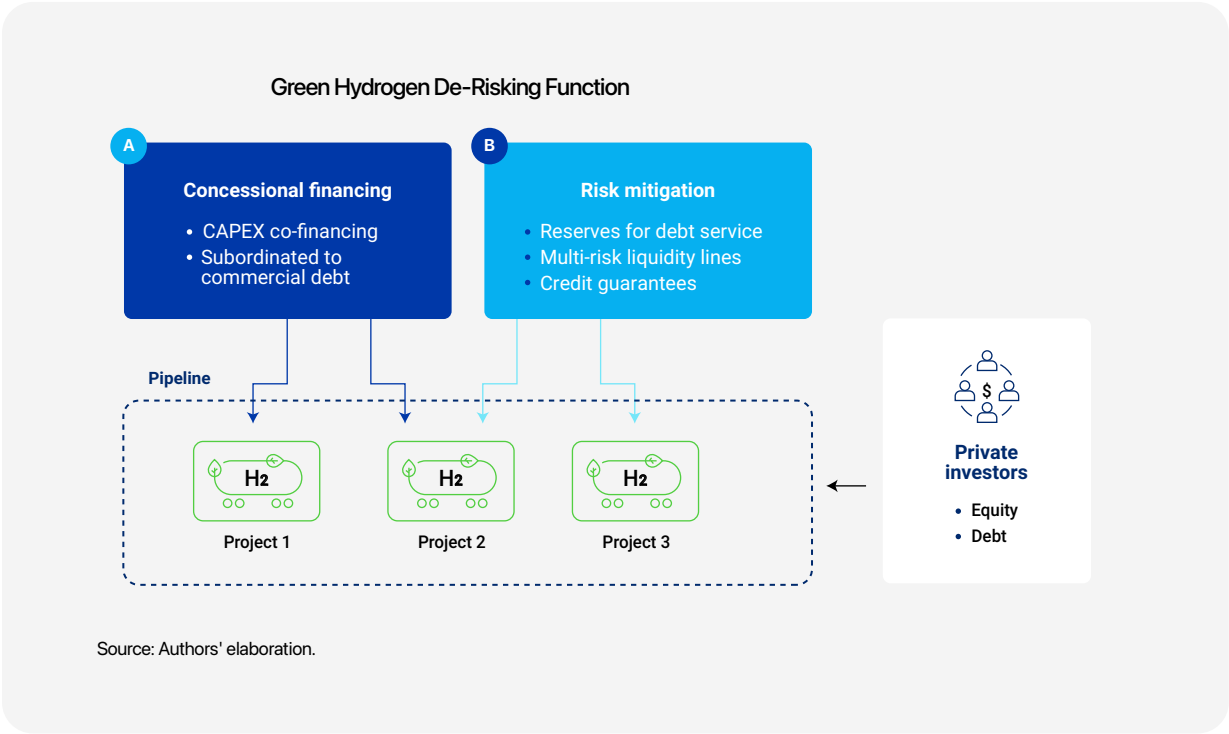 Green Hydrogen De-Risking Function
A
Concessional financing
• CAPEX co-financing
• Subordinated to
commercial debt
B
Risk mitigation
• Reserves for debt service
• Multi-risk liquidity lines
• Credit guarantees
Pipeline
H2
Project 1
H2
Project 2
H2
Project 3
$
Private
investors
• Equity
• Debt
Source: Authors' elaboration.